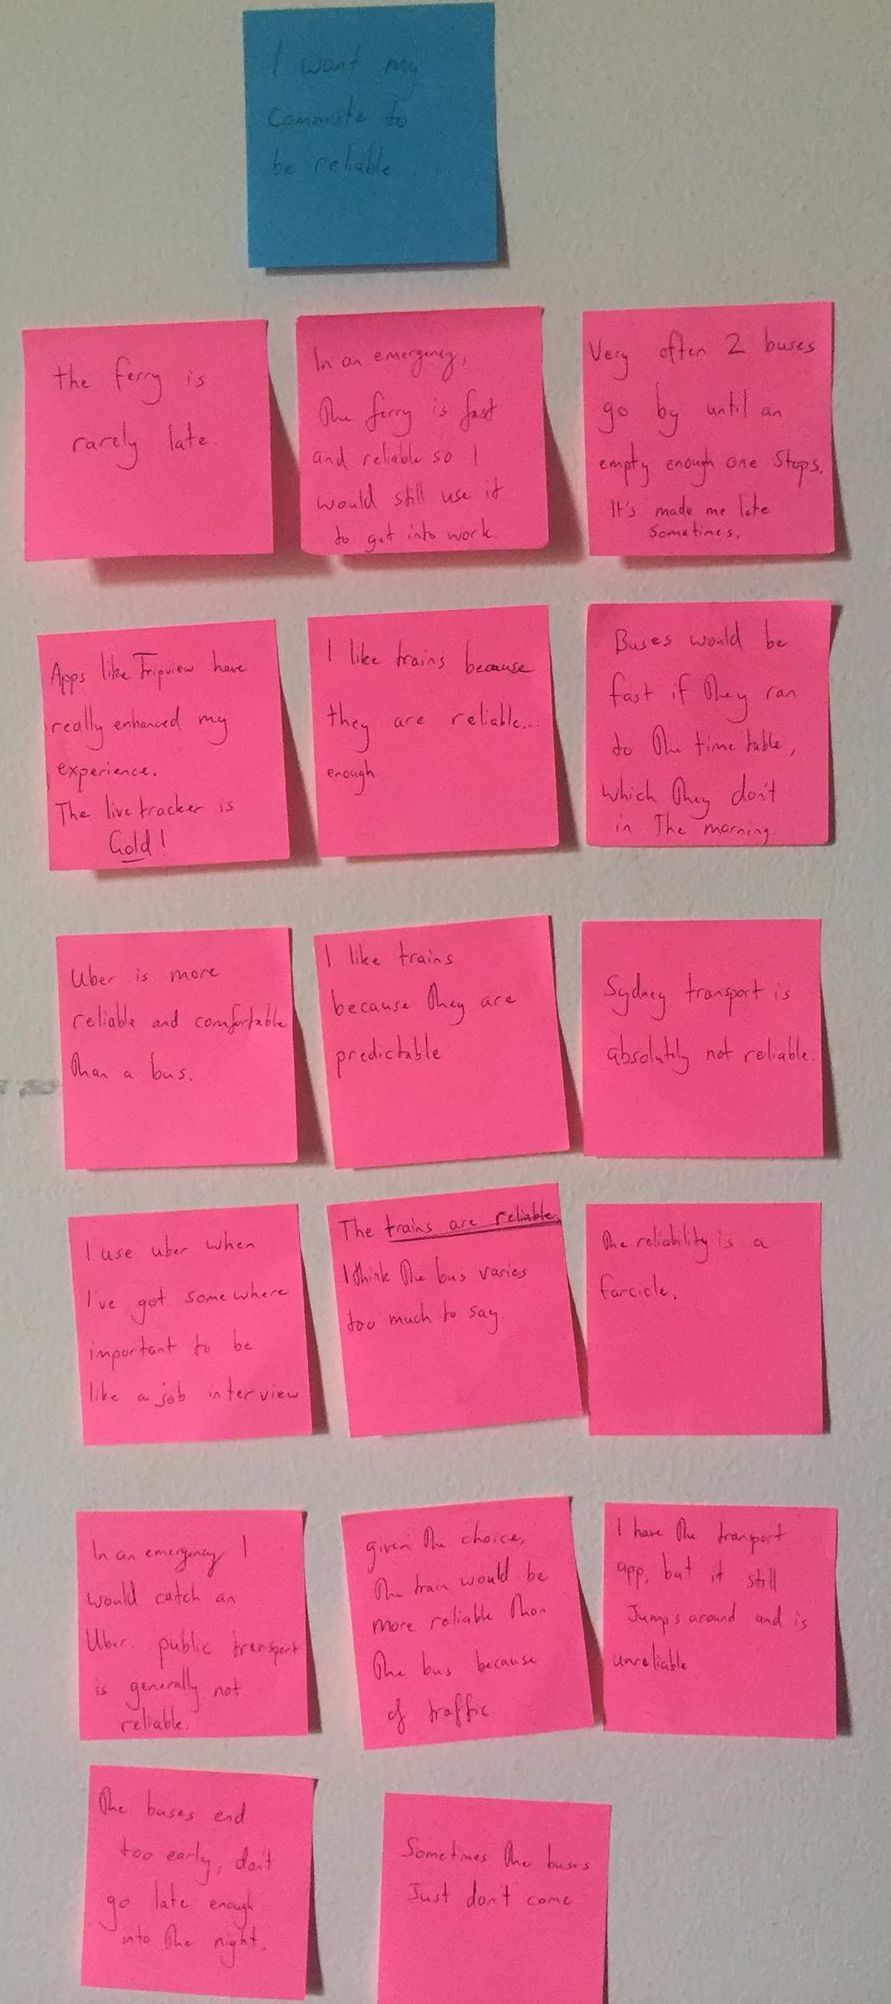 I want my
commute to
be reliable
the ferry is
rarely late.
In an emergency,
The ferry is fast
and reliable so I
would still use it
to get into work.
Very often 2 buses
go by until an
empty enough one stops.
It's made me late
sometimes.
Apps like Tripview have
really enhanced my
experience.
The live tracker is
Gold!
I like trains because
they are reliable...
enough
Buses would be
fast if they ran
to the time table,
which they don't
in The morning
Uber is more
reliable and comfortable
than a bus.
I like trains
because they are
predictable
Sydney transport is
absolutly not reliable.
I use uber when
I've got somewhere
important to be
like a job interview
The trains are reliable,
I think the bus varies
too much to say.
The reliability is a
farcicle.
In an emergency I
would catch an
Uber. public transport
is generally not
reliable.
given the choice,
the train would be
more reliable than
the bus because
of traffic
I have the transport
app, but it still
Jumps around and is
unreliable
The buses end
too early, don't
go late enough
into the night.
Sometimes the buses
Just don't come